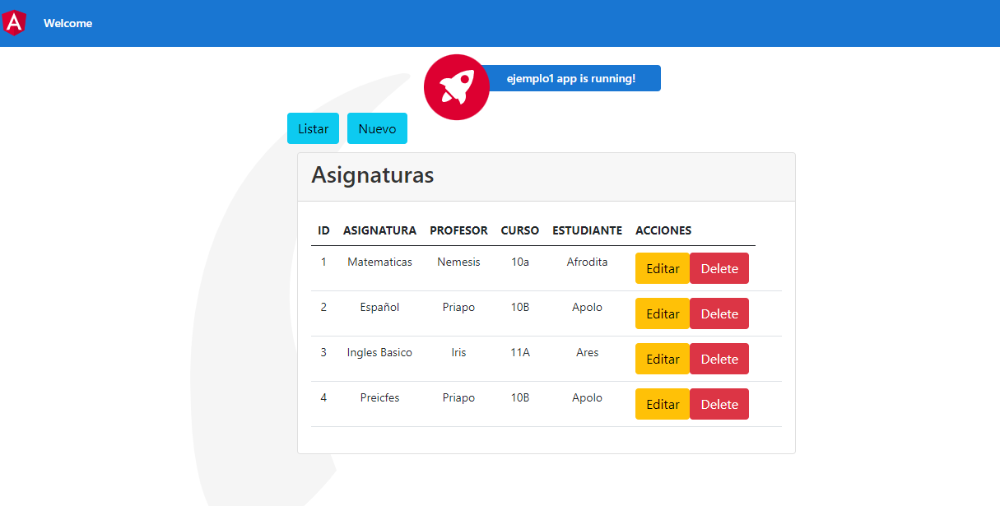 Welcome
ejemplo1 app is running!
Listar Nuevo
Asignaturas
ID ASIGNATURA PROFESOR CURSO ESTUDIANTE ACCIONES
1 Matematicas Nemesis 10a Afrodita Editar Delete
2 Español Priapo 10B Apolo Editar Delete
3 Ingles Basico Iris 11A Ares Editar Delete
4 Preicfes Priapo 10B Apolo Editar Delete